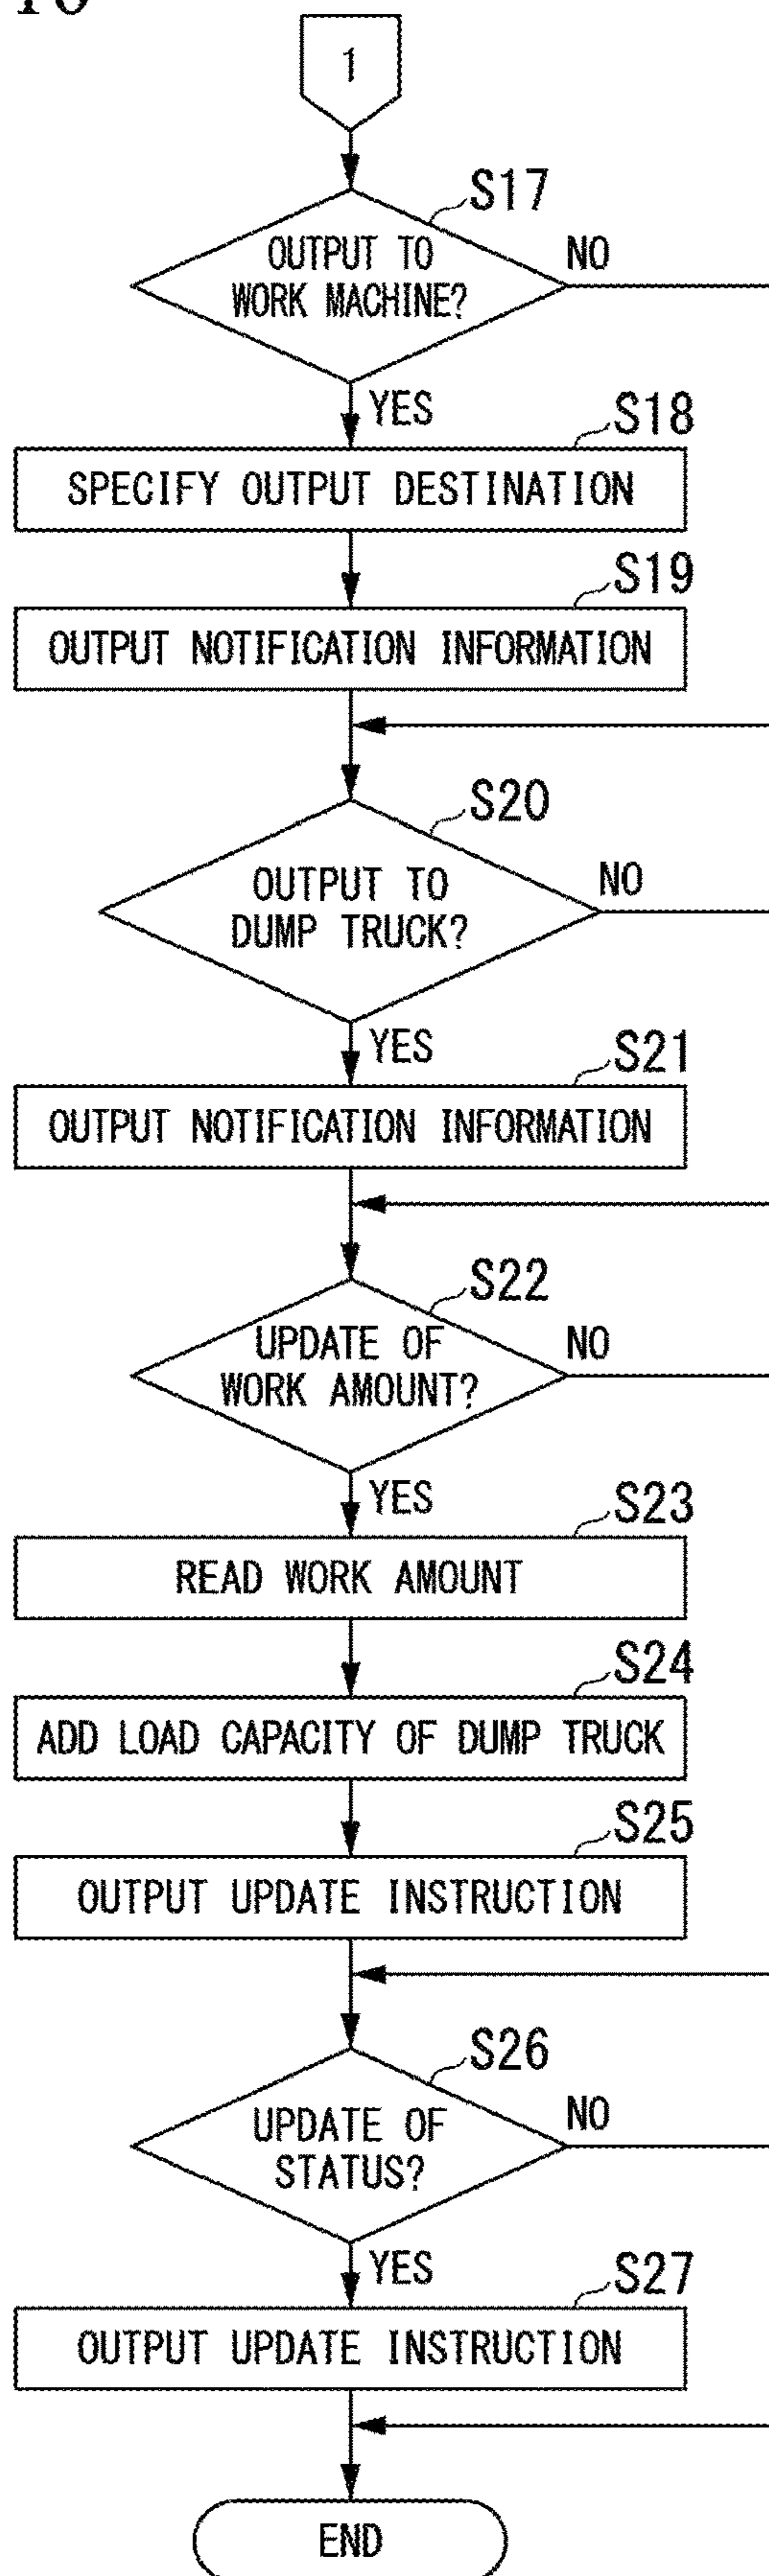 1
S17
OUTPUT TO
WORK MACHINE?
NO
YES
S18
SPECIFY OUTPUT DESTINATION
S19
OUTPUT NOTIFICATION INFORMATION
S20
OUTPUT TO
DUMP TRUCK?
NO
YES
S21
OUTPUT NOTIFICATION INFORMATION
S22
UPDATE OF
WORK AMOUNT?
NO
YES
S23
READ WORK AMOUNT
S24
ADD LOAD CAPACITY OF DUMP TRUCK
S25
OUTPUT UPDATE INSTRUCTION
S26
UPDATE OF
STATUS?
NO
YES
S27
OUTPUT UPDATE INSTRUCTION
END